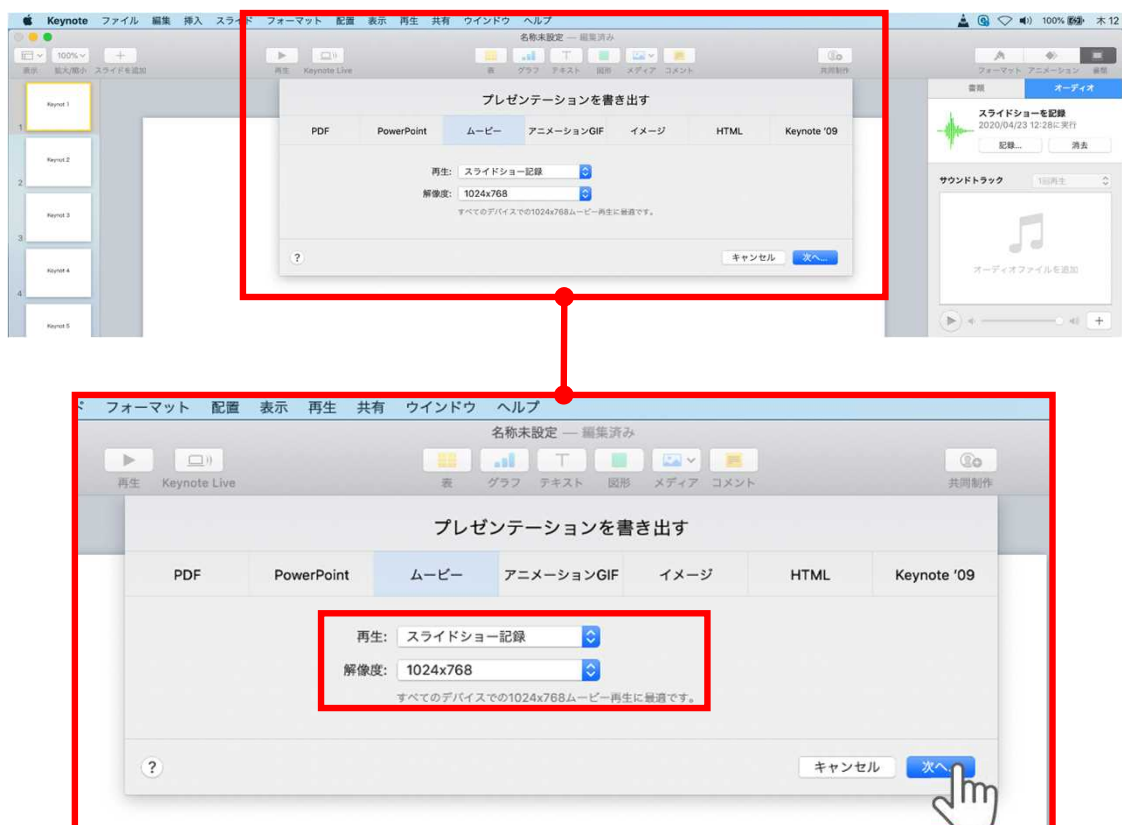 Keynote ファイル 編集 挿入 スライド フォーマット 配置 表示 再生 共有 ウインドウ ヘルプ 100% 木12
名称未設定 — 編集済み
100%
表示 拡大/縮小 スライドを追加 再生 Keynote Live 表 グラフ テキスト 図形 メディア コメント 共同制作 フォーマット アニメーション 書類
書類 オーディオ
プレゼンテーションを書き出す
PDF PowerPoint ムービー アニメーションGIF イメージ HTML Keynote '09
再生: スライドショー記録
解像度: 1024x768
すべてのデバイスでの1024x768ムービー再生に最適です。
? キャンセル 次へ...
Keynot 1
1
Keynot 2
2
Keynot 3
3
Keynot 4
4
Keynot 5
スライドショーを記録
2020/04/23 12:28に実行
記録... 消去
サウンドトラック 1回再生
オーディオファイルを追加
ド フォーマット 配置 表示 再生 共有 ウインドウ ヘルプ
名称未設定 — 編集済み
再生 Keynote Live 表 グラフ テキスト 図形 メディア コメント 共同制作
プレゼンテーションを書き出す
PDF PowerPoint ムービー アニメーションGIF イメージ HTML Keynote '09
再生: スライドショー記録
解像度: 1024x768
すべてのデバイスでの1024x768ムービー再生に最適です。
? キャンセル 次へ